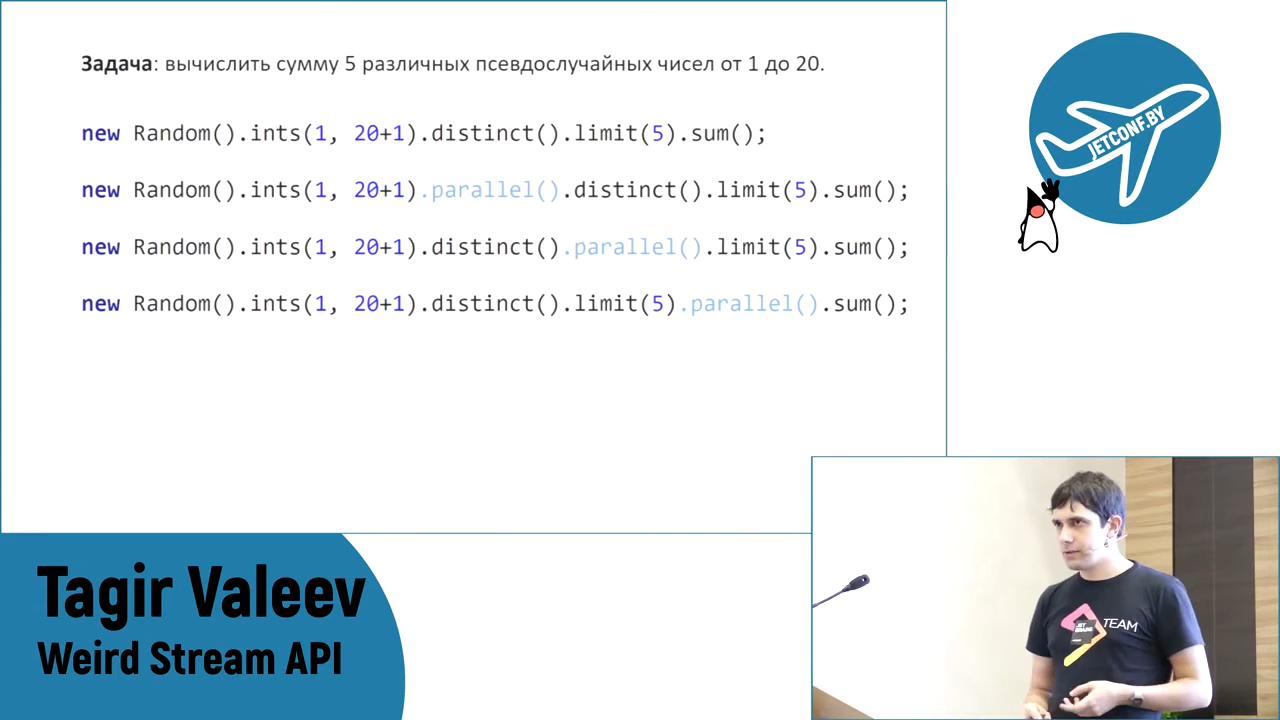 Задача: вычислить сумму 5 различных псевдослучайных чисел от 1 до 20.
new Random().ints(1, 20+1).distinct().limit(5).sum();
new Random().ints(1, 20+1).parallel().distinct().limit(5).sum();
new Random().ints(1, 20+1).distinct().parallel().limit(5).sum();
new Random().ints(1, 20+1).distinct().limit(5).parallel().sum();
JETCONF.BY
Tagir Valeev
Weird Stream API
JET
BRAINS
TEAM